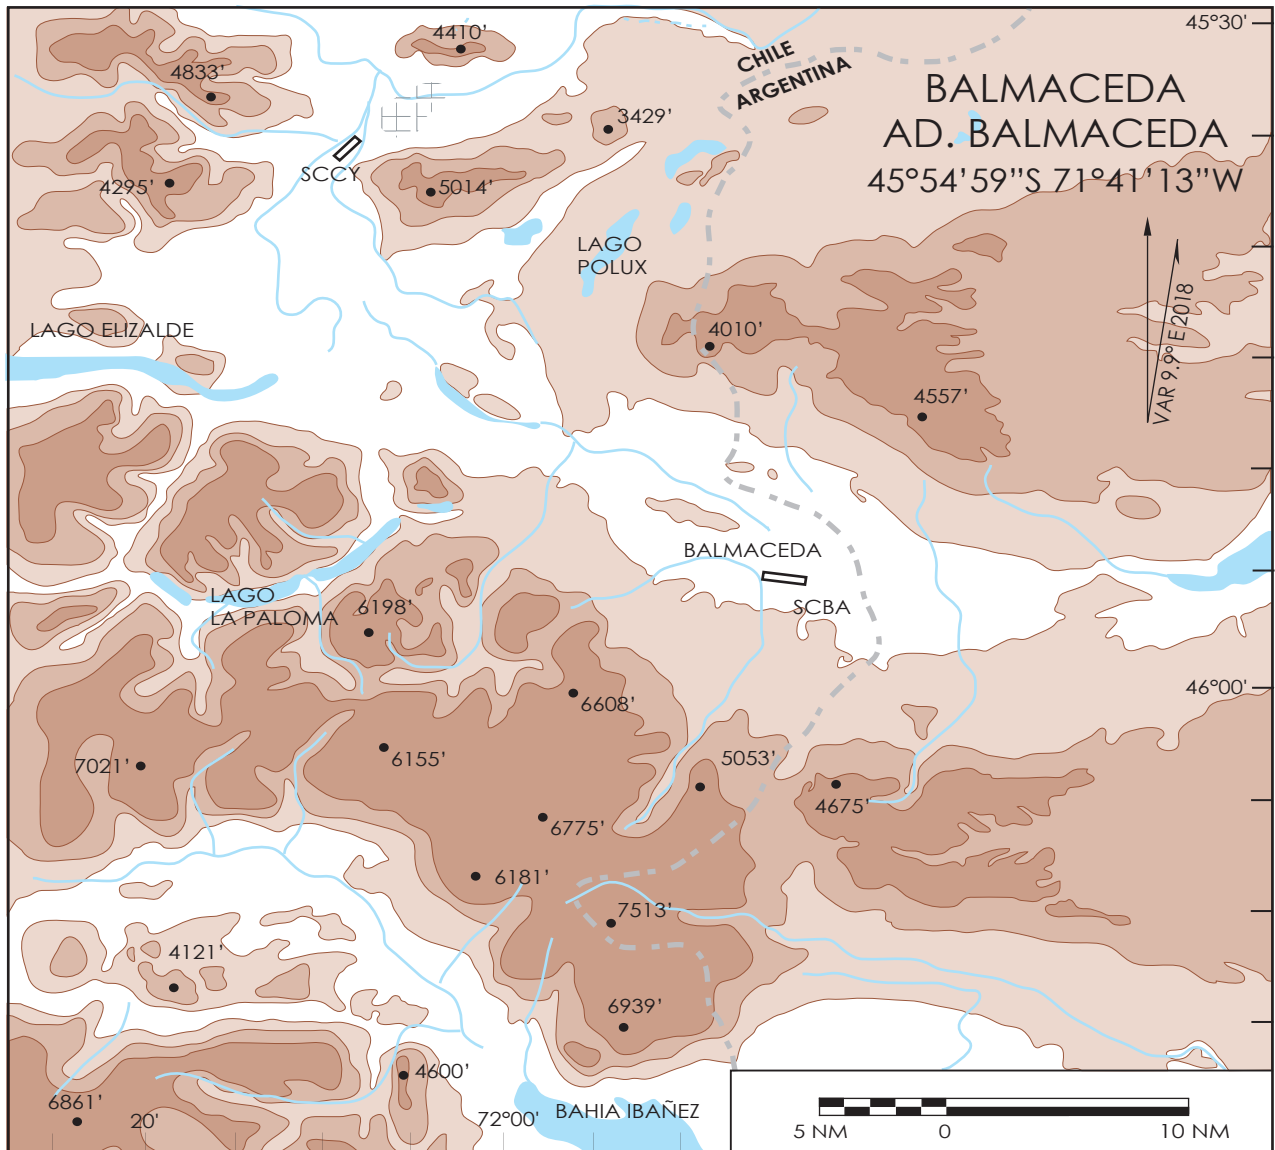 4410'
45°30'
CHILE
ARGENTINA
4833'
BALMACEDA
AD. BALMACEDA
45°54'59"S 71°41'13"W
3429'
SCCY
4295'
5014'
LAGO
POLUX
VAR 9.9° E 2018
LAGO ELIZALDE
4010'
4557'
BALMACEDA
SCBA
LAGO
LA PALOMA
6198'
6608'
46°00'
6155'
7021'
5053'
4675'
6775'
6181'
7513'
4121'
6939'
4600'
6861'
20'
72°00'
BAHIA IBAÑEZ
5 NM 0 10 NM